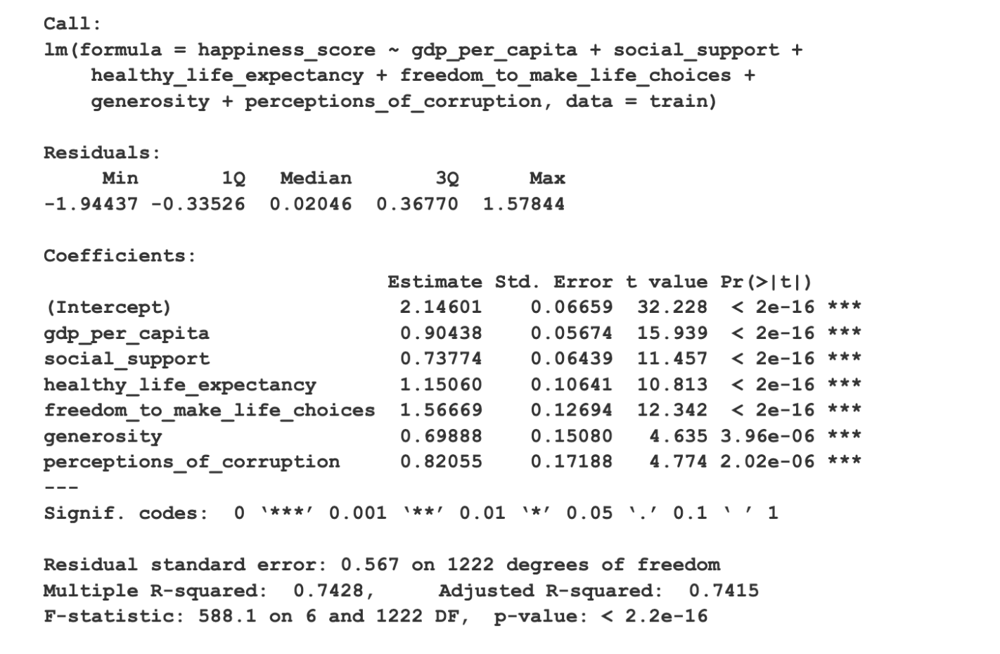 Call:
lm(formula = happiness_score ~ gdp_per_capita + social_support +
    healthy_life_expectancy + freedom_to_make_life_choices +
    generosity + perceptions_of_corruption, data = train)

Residuals:
     Min       1Q   Median       3Q      Max
-1.94437 -0.33526  0.02046  0.36770  1.57844

Coefficients:
                             Estimate Std. Error t value Pr(>|t|)
(Intercept)                   2.14601    0.06659  32.228  < 2e-16 ***
gdp_per_capita                0.90438    0.05674  15.939  < 2e-16 ***
social_support                0.73774    0.06439  11.457  < 2e-16 ***
healthy_life_expectancy       1.15060    0.10641  10.813  < 2e-16 ***
freedom_to_make_life_choices  1.56669    0.12694  12.342  < 2e-16 ***
generosity                    0.69888    0.15080   4.635 3.96e-06 ***
perceptions_of_corruption     0.82055    0.17188   4.774 2.02e-06 ***
---
Signif. codes:  0 ‘***’ 0.001 ‘**’ 0.01 ‘*’ 0.05 ‘.’ 0.1 ‘ ’ 1

Residual standard error: 0.567 on 1222 degrees of freedom
Multiple R-squared:  0.7428,	Adjusted R-squared:  0.7415
F-statistic: 588.1 on 6 and 1222 DF,  p-value: < 2.2e-16